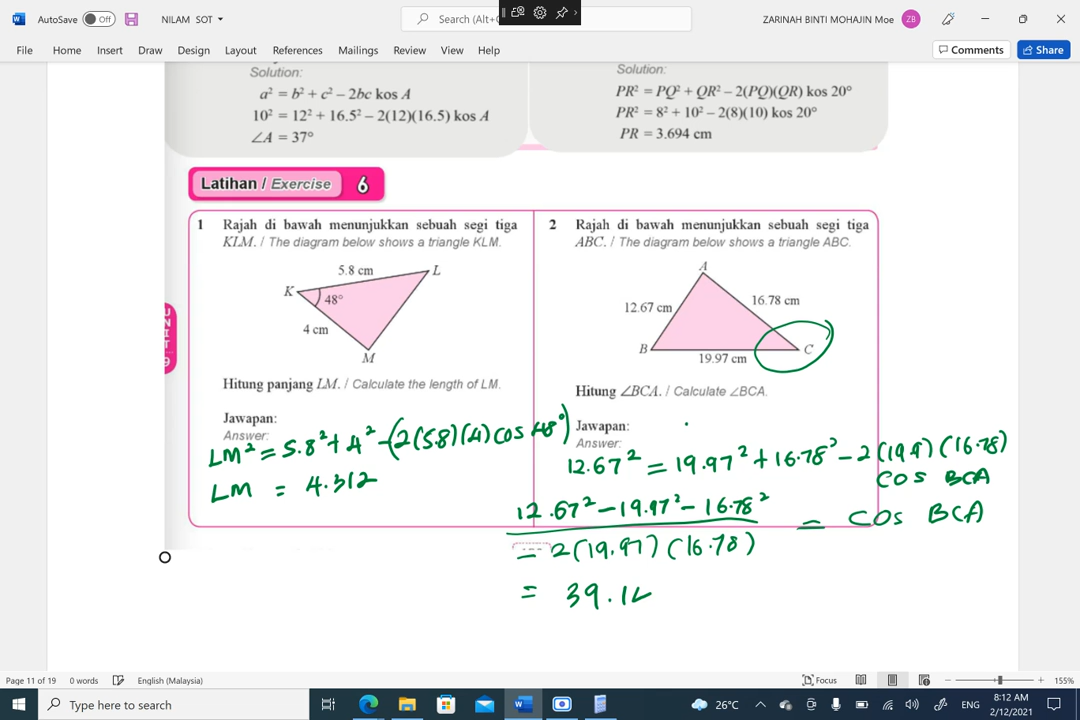 AutoSave Off NILAM SOT Search (Alt+ ZARINAH BINTI MOHAJIN Moe ZB
File Home Insert Draw Design Layout References Mailings Review View Help Comments Share
Solution:
a² = b² + c² − 2bc kos A
10² = 12² + 16.5² − 2(12)(16.5) kos A
∠A = 37°
Solution:
PR² = PQ² + QR² − 2(PQ)(QR) kos 20°
PR² = 8² + 10² − 2(8)(10) kos 20°
PR = 3.694 cm
Latihan / Exercise 6
1 Rajah di bawah menunjukkan sebuah segi tiga
KLM. / The diagram below shows a triangle KLM.
5.8 cm
L
K
48°
4 cm
M
Hitung panjang LM. / Calculate the length of LM.
Jawapan:
Answer:
LM² = 5.8² + 4² − (2(5.8)(4) cos 48°)
LM = 4.312
2 Rajah di bawah menunjukkan sebuah segi tiga
ABC. / The diagram below shows a triangle ABC.
A
12.67 cm
16.78 cm
B
C
19.97 cm
Hitung ∠BCA. / Calculate ∠BCA.
Jawapan:
Answer:
12.67² = 19.97² + 16.78² − 2(19.9)(16.78)
COS BCA
12.67² − 19.97² − 16.78² = COS BCA
− 2(19.97)(16.78)
= 39.12
Page 11 of 19 0 words English (Malaysia) Focus 155%
Type here to search 26°C ENG 8:12 AM
2/12/2021